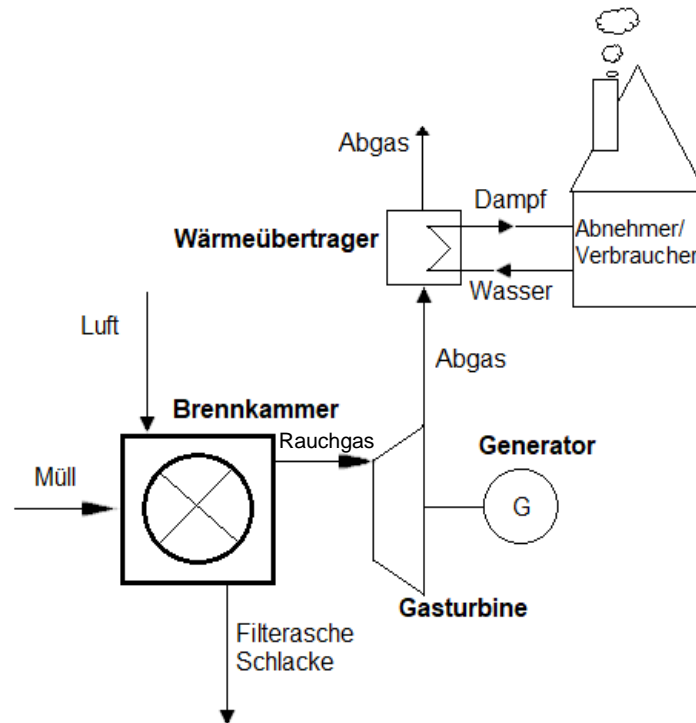 Abgas
Dampf
Wärmeübertrager
Abnehmer/
Verbraucher
Wasser
Luft
Abgas
Brennkammer
Rauchgas
Generator
Müll
G
Gasturbine
Filterasche
Schlacke